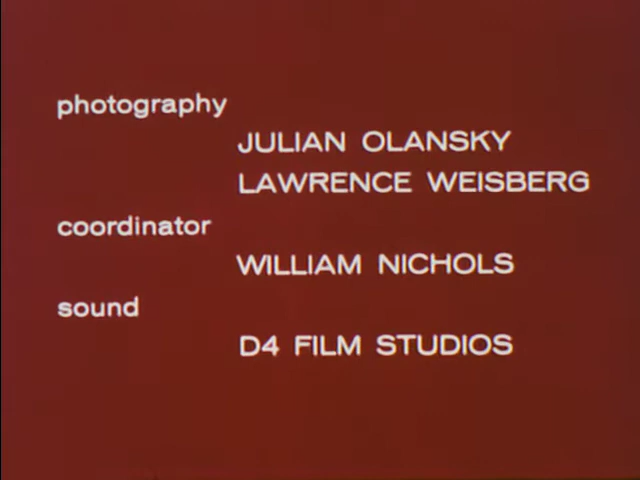 photography
JULIAN OLANSKY
LAWRENCE WEISBERG
coordinator
WILLIAM NICHOLS
sound
D4 FILM STUDIOS